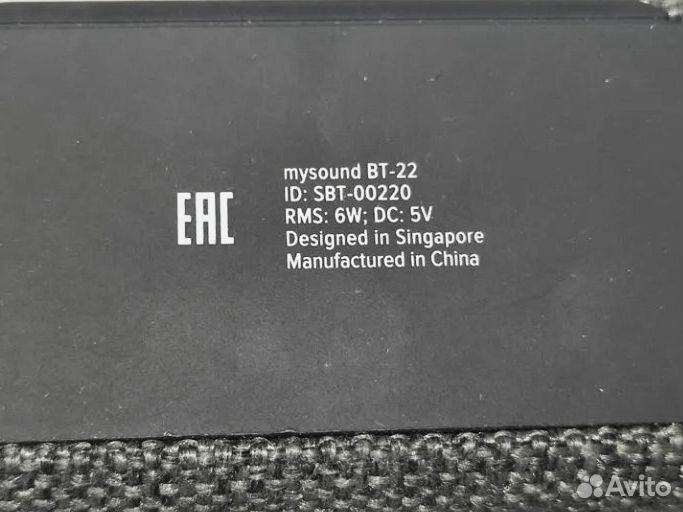 mysound BT-22
ID: SBT-00220
RMS: 6W; DC: 5V
Designed in Singapore
Manufactured in China
EAC
Avito